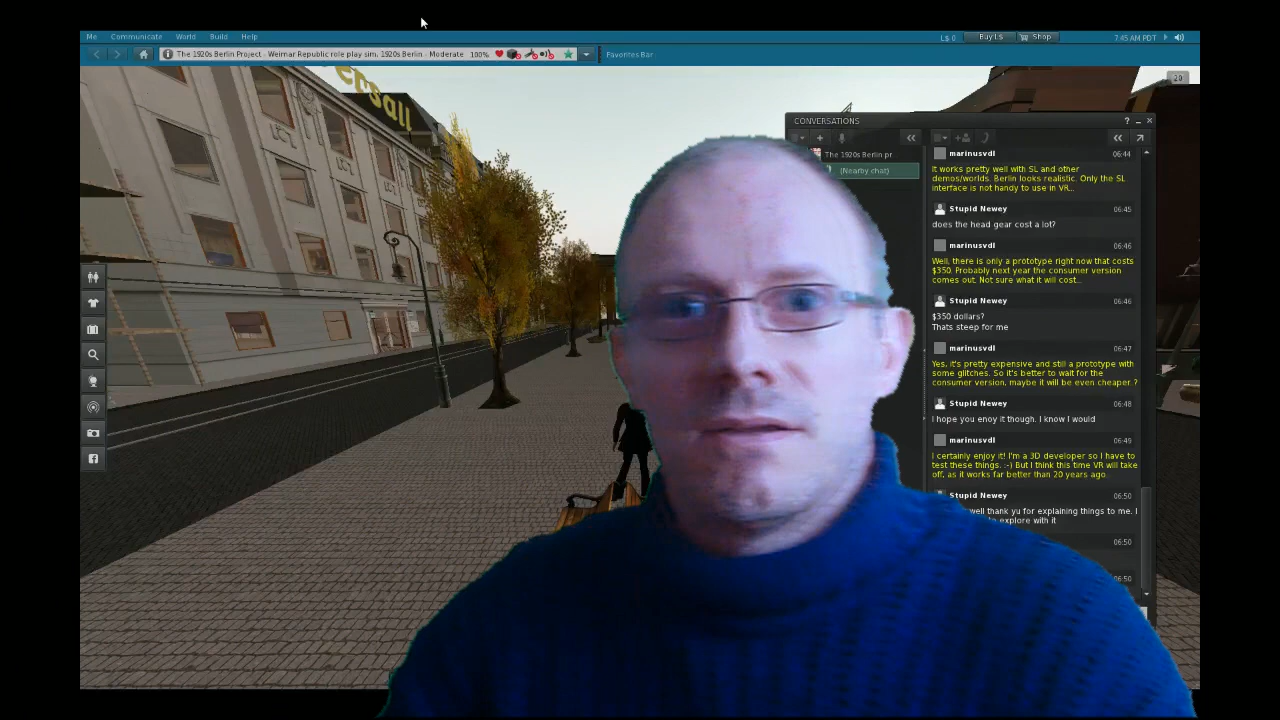 Me Communicate World Build Help
L$ 0 Buy L$ Shop 7:45 AM PDT
The 1920s Berlin Project - Weimar Republic role play sim, 1920s Berlin - Moderate 100%
Favorites Bar
20
ersall
CONVERSATIONS
The 1920s Berlin pr
(Nearby chat)
marinusvdl 06:44
It works pretty well with SL and other
demos/worlds. Berlin looks realistic. Only the SL
interface is not handy to use in VR...
Stupid Newey 06:45
does the head gear cost a lot?
marinusvdl 06:46
Well, there is only a prototype right now that costs
$350. Probably next year the consumer version
comes out. Not sure what it will cost...
Stupid Newey 06:46
$350 dollars?
Thats steep for me
marinusvdl 06:47
Yes, it's pretty expensive and still a prototype with
some glitches. So it's better to wait for the
consumer version, maybe it will be even cheaper ?
Stupid Newey 06:48
I hope you enoy it though. I know I would
marinusvdl 06:49
I certainly enjoy it! I'm a 3D developer so I have to
test these things. :-) But I think this time VR will take
off, as it works far better than 20 years ago
Stupid Newey 06:50
well thank yu for explaining things to me. I
to explore with it
06:50
06:50